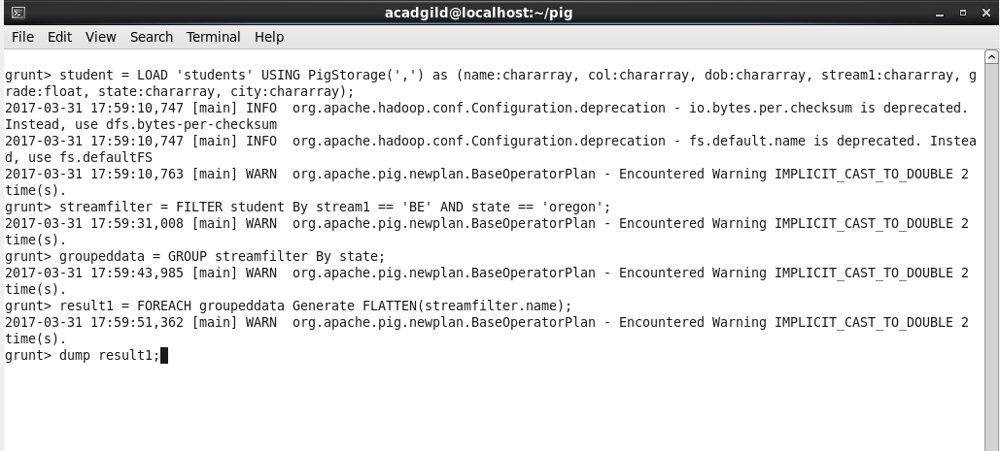 acadgild@localhost:~/pig
File Edit View Search Terminal Help
grunt> student = LOAD 'students' USING PigStorage(',') as (name:chararray, col:chararray, dob:chararray, stream1:chararray, g
rade:float, state:chararray, city:chararray);
2017-03-31 17:59:10,747 [main] INFO  org.apache.hadoop.conf.Configuration.deprecation - io.bytes.per.checksum is deprecated.
Instead, use dfs.bytes-per-checksum
2017-03-31 17:59:10,747 [main] INFO  org.apache.hadoop.conf.Configuration.deprecation - fs.default.name is deprecated. Instea
d, use fs.defaultFS
2017-03-31 17:59:10,763 [main] WARN  org.apache.pig.newplan.BaseOperatorPlan - Encountered Warning IMPLICIT_CAST_TO_DOUBLE 2
time(s).
grunt> streamfilter = FILTER student By stream1 == 'BE' AND state == 'oregon';
2017-03-31 17:59:31,008 [main] WARN  org.apache.pig.newplan.BaseOperatorPlan - Encountered Warning IMPLICIT_CAST_TO_DOUBLE 2
time(s).
grunt> groupeddata = GROUP streamfilter By state;
2017-03-31 17:59:43,985 [main] WARN  org.apache.pig.newplan.BaseOperatorPlan - Encountered Warning IMPLICIT_CAST_TO_DOUBLE 2
time(s).
grunt> result1 = FOREACH groupeddata Generate FLATTEN(streamfilter.name);
2017-03-31 17:59:51,362 [main] WARN  org.apache.pig.newplan.BaseOperatorPlan - Encountered Warning IMPLICIT_CAST_TO_DOUBLE 2
time(s).
grunt> dump result1;